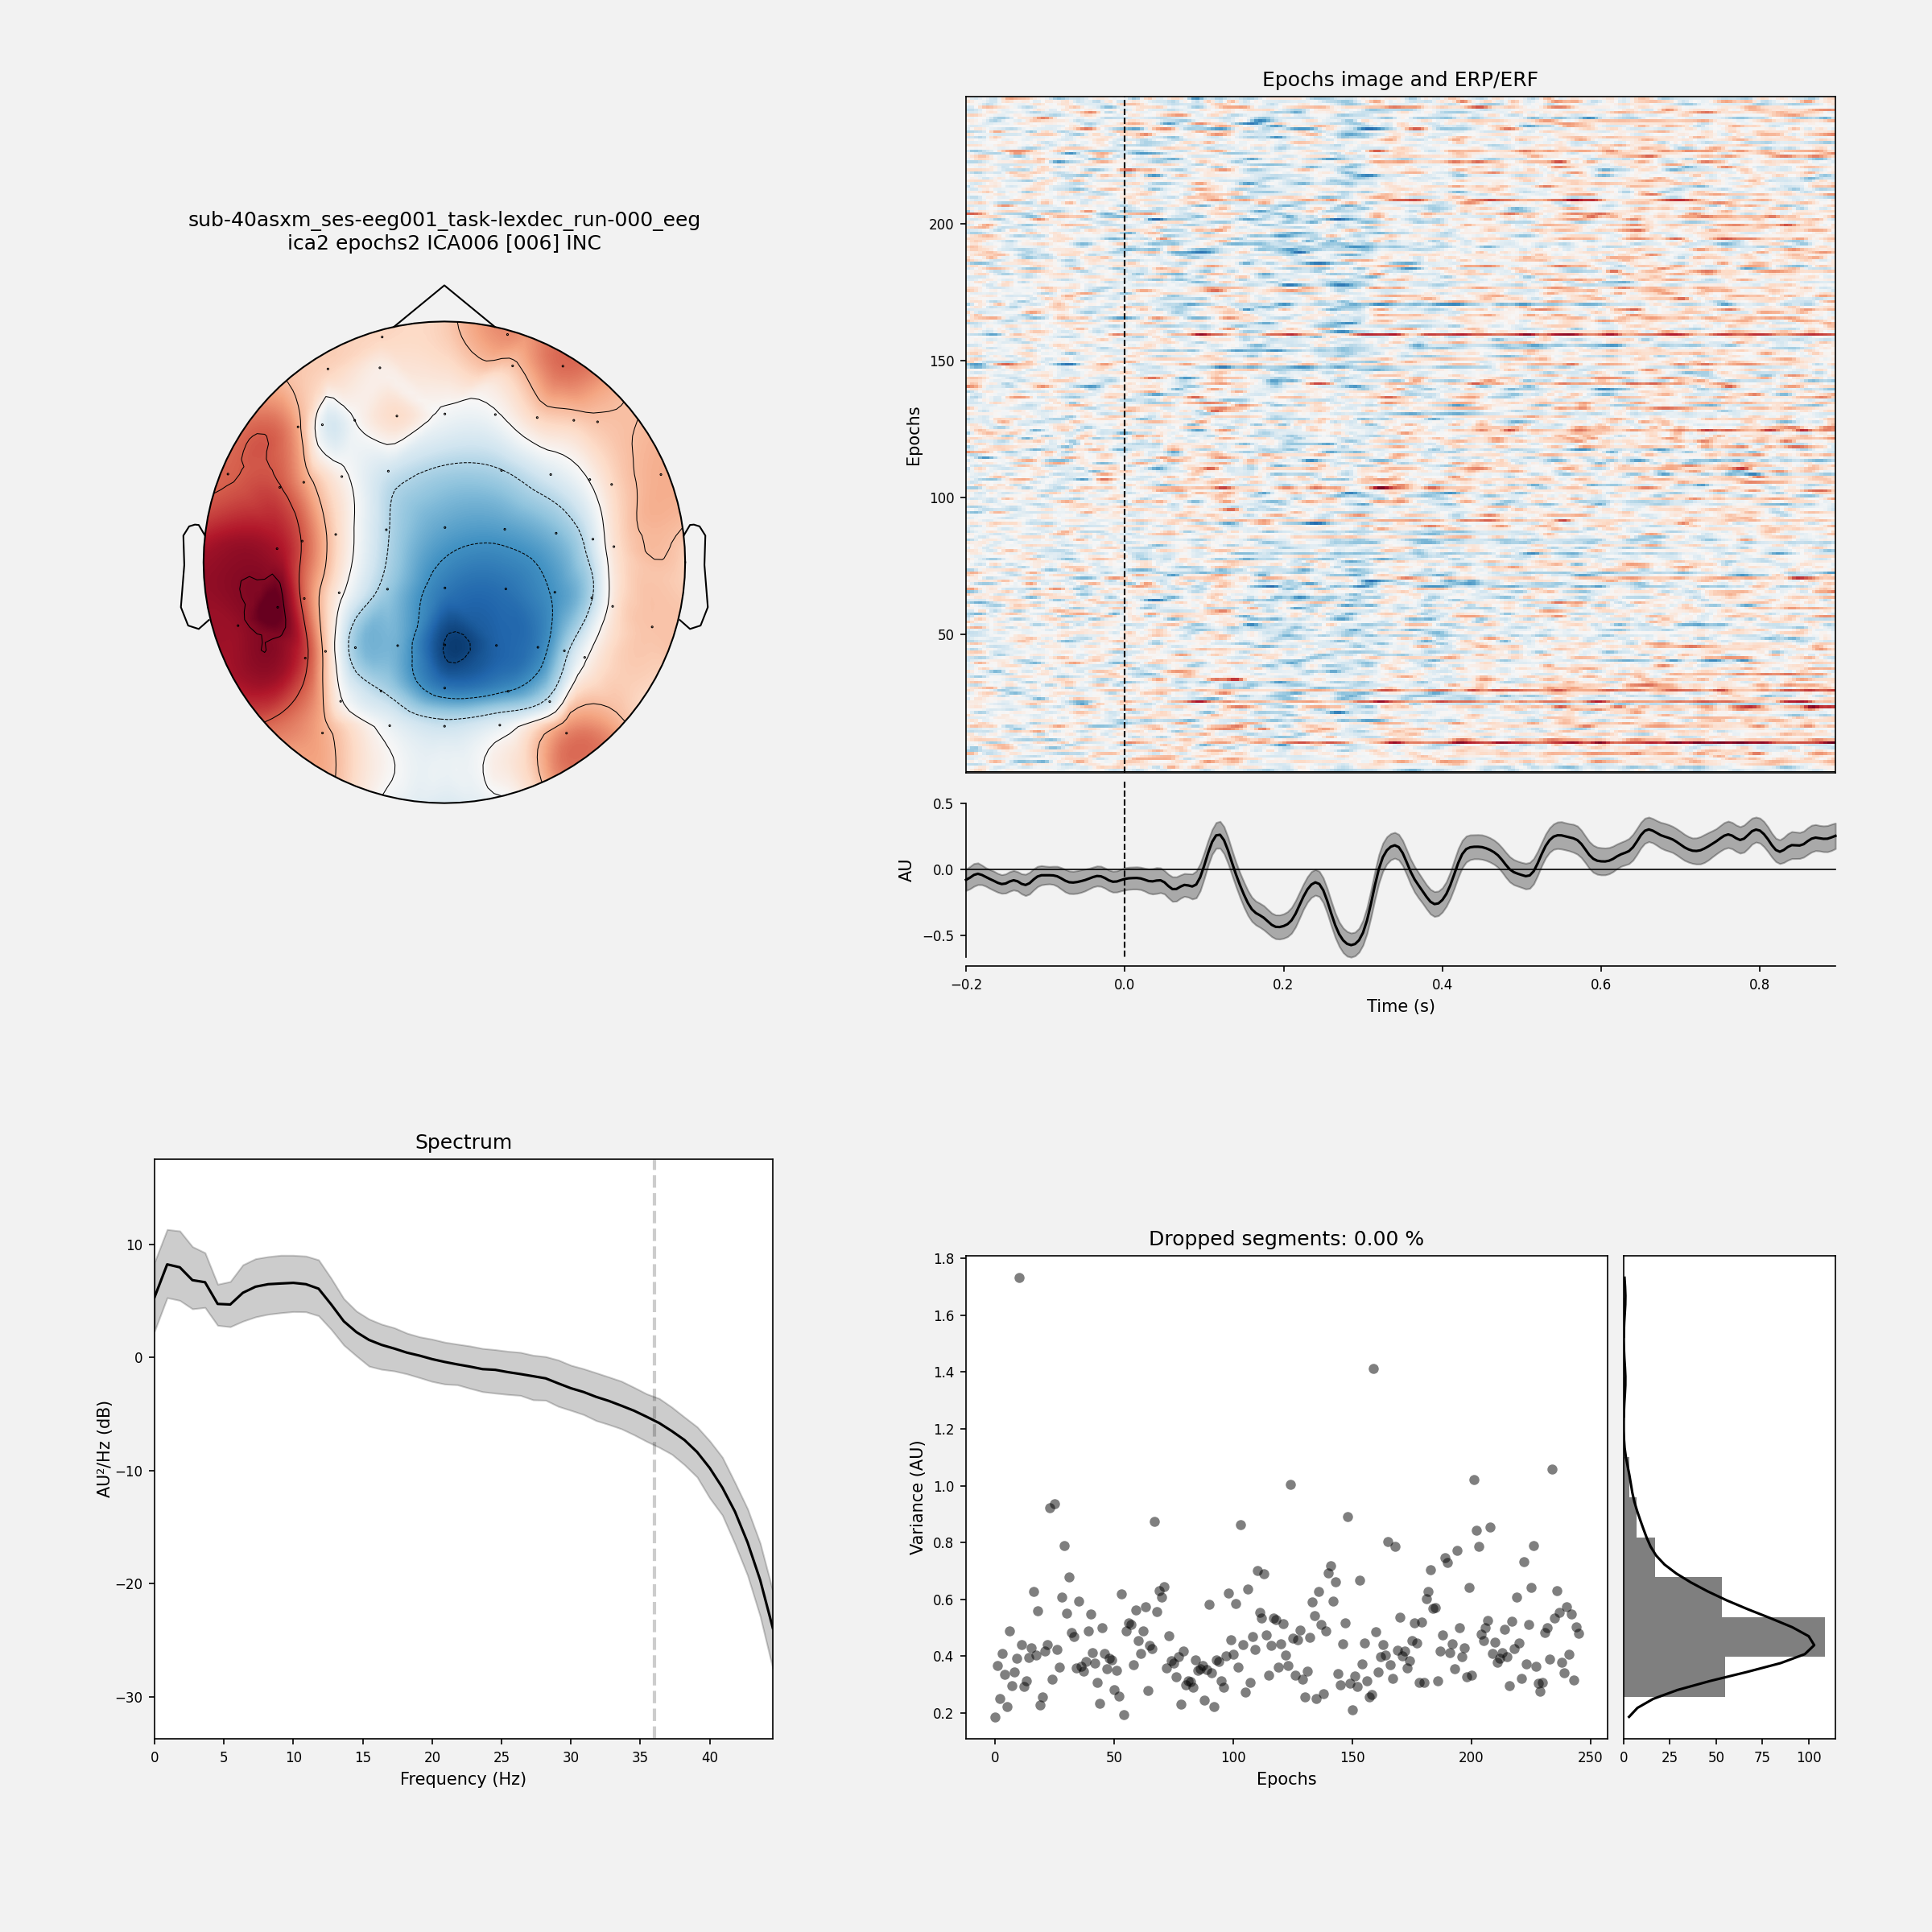 sub-40asxm_ses-eeg001_task-lexdec_run-000_eeg
ica2 epochs2 ICA006 [006] INC
Epochs image and ERP/ERF
200
150
100
50
Epochs
0.5
0.0
−0.5
AU
−0.2 0.0 0.2 0.4 0.6 0.8
Time (s)
Spectrum
10
0
−10
−20
−30
AU²/Hz (dB)
0 5 10 15 20 25 30 35 40
Frequency (Hz)
Dropped segments: 0.00 %
1.8
1.6
1.4
1.2
1.0
0.8
0.6
0.4
0.2
Variance (AU)
0 50 100 150 200 250
Epochs
0 25 50 75 100